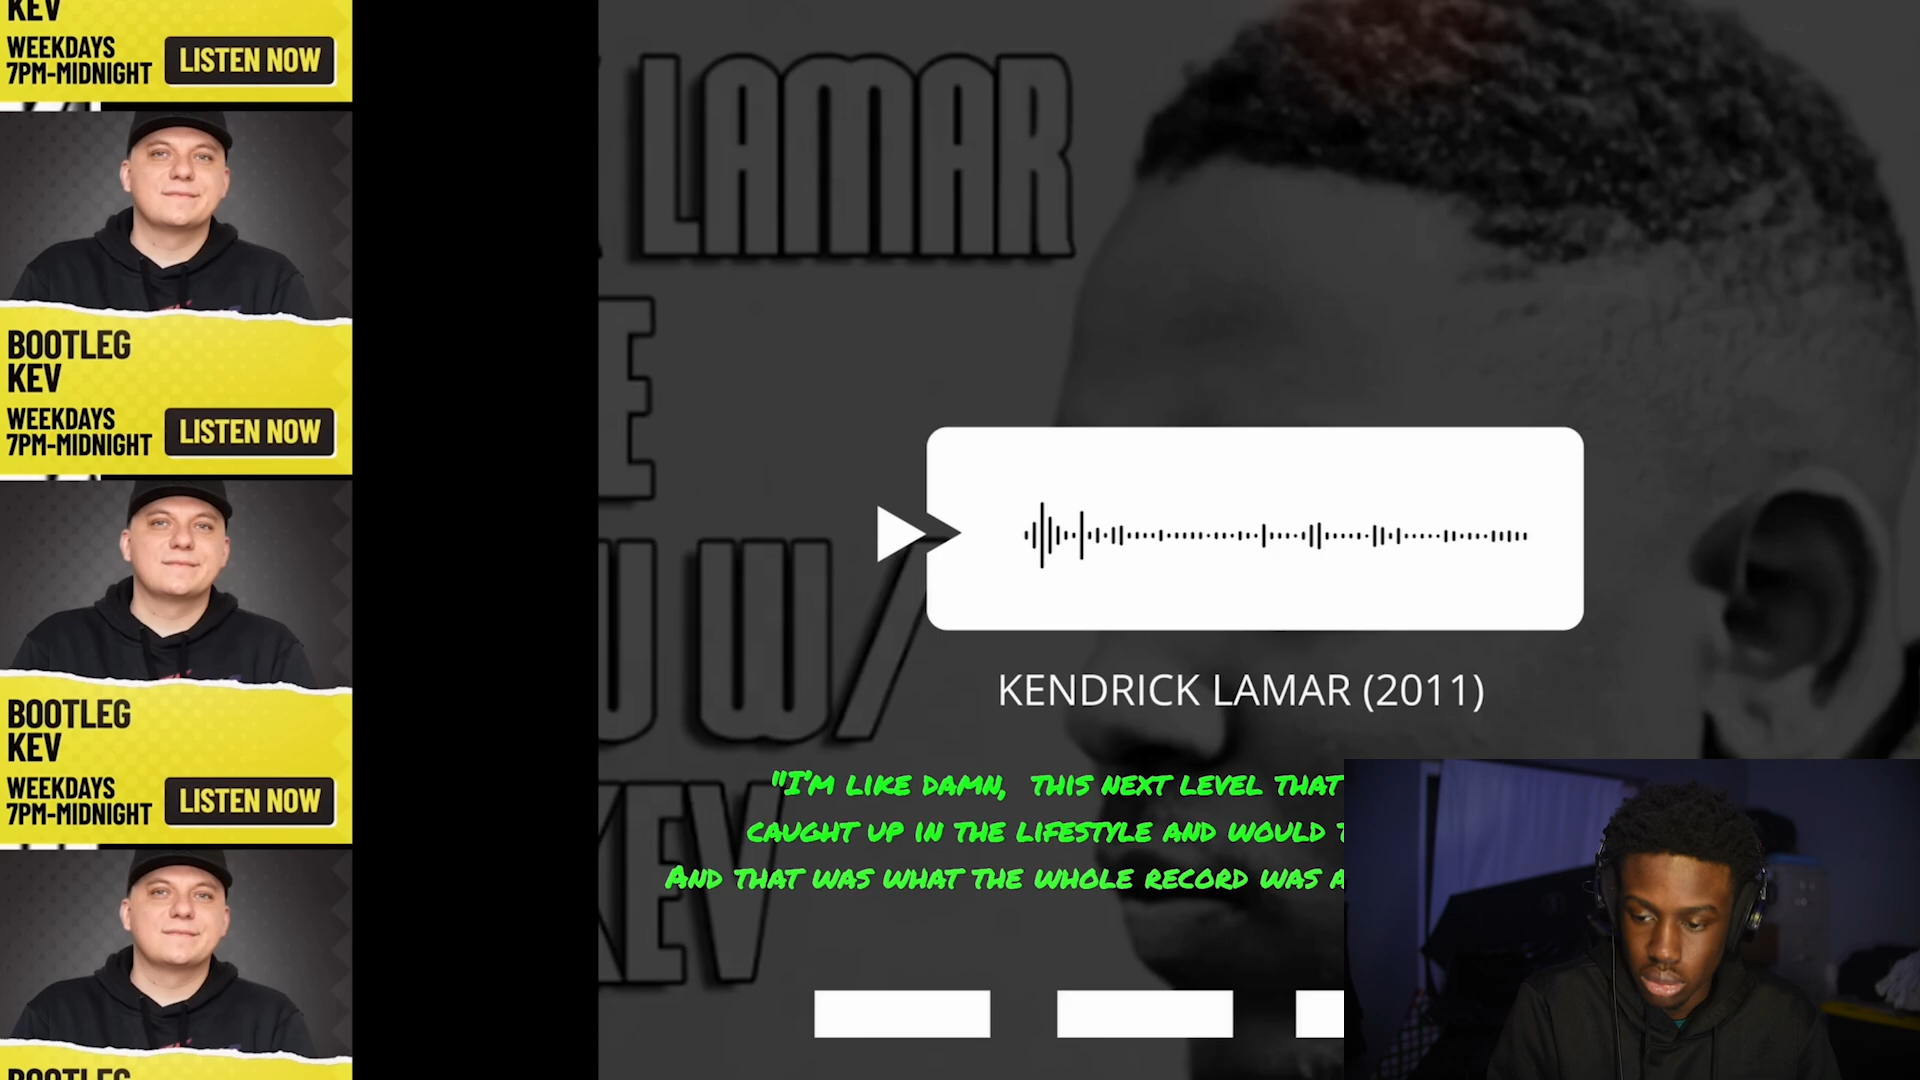 KEV
WEEKDAYS
7PM-MIDNIGHT
LISTEN NOW
BOOTLEG
KEV
WEEKDAYS
7PM-MIDNIGHT
LISTEN NOW
BOOTLEG
KEV
WEEKDAYS
7PM-MIDNIGHT
LISTEN NOW
BOOTLEG
LAMAR
E
U W/
KEV
KENDRICK LAMAR (2011)
"I'M LIKE DAMN, THIS NEXT LEVEL THAT
CAUGHT UP IN THE LIFESTYLE AND WOULD
AND THAT WAS WHAT THE WHOLE RECORD WAS